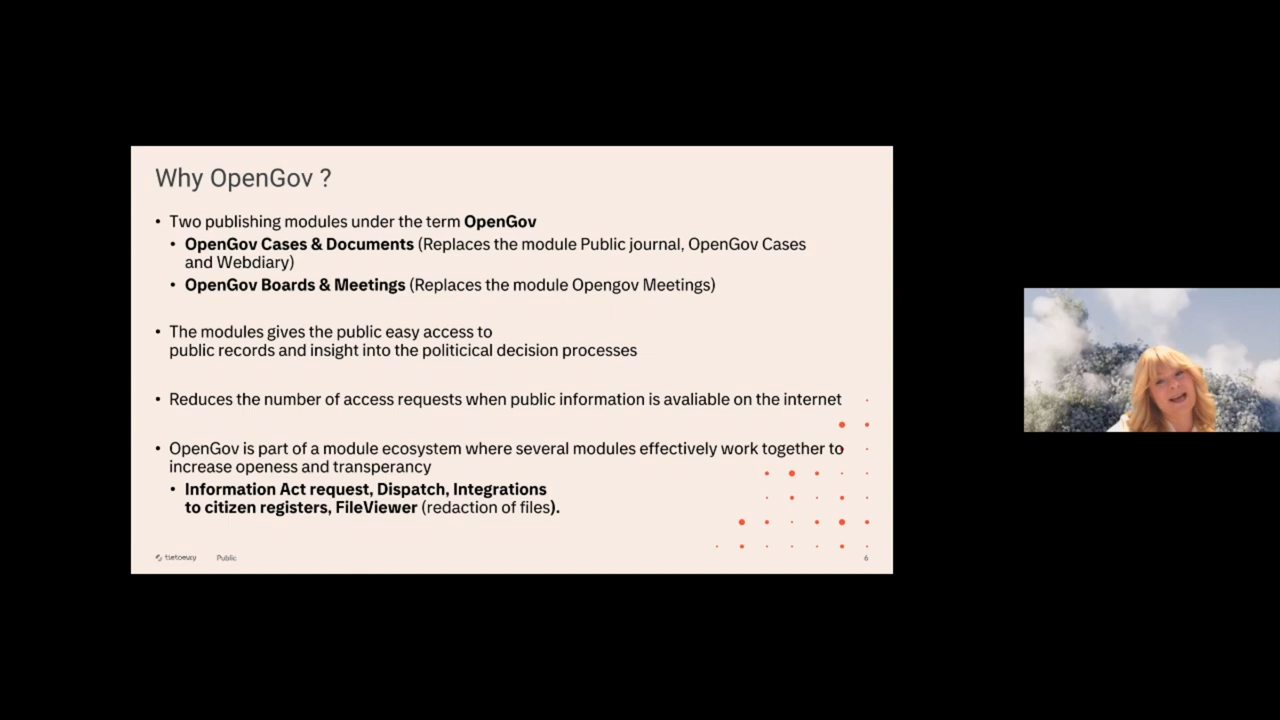 Why OpenGov ?
• Two publishing modules under the term OpenGov
• OpenGov Cases & Documents (Replaces the module Public journal, OpenGov Cases
and Webdiary)
• OpenGov Boards & Meetings (Replaces the module Opengov Meetings)
• The modules gives the public easy access to
public records and insight into the politicical decision processes
• Reduces the number of access requests when public information is avaliable on the internet
• OpenGov is part of a module ecosystem where several modules effectively work together to
increase openess and transperancy
• Information Act request, Dispatch, Integrations
to citizen registers, FileViewer (redaction of files).
tietoevry
Public
6